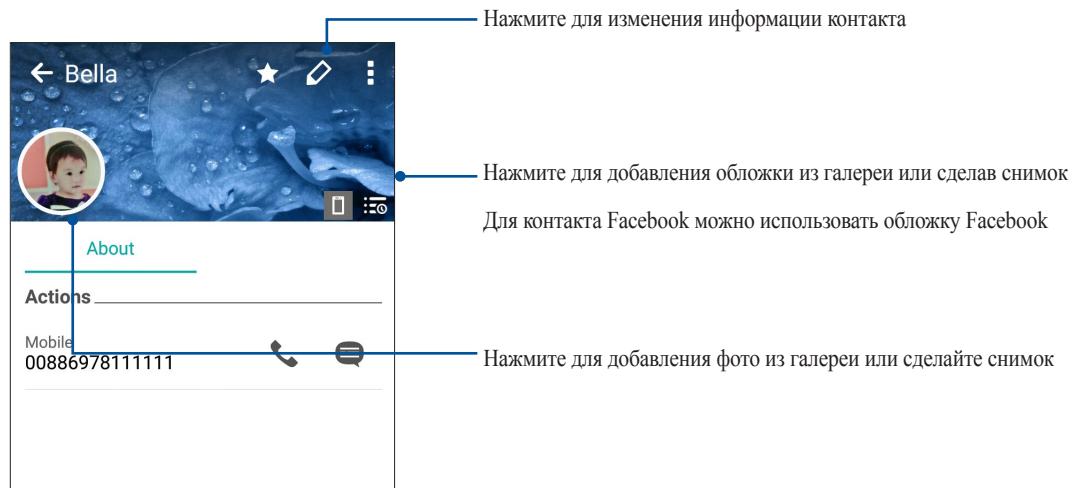 Нажмите для изменения информации контакта
Bella
Нажмите для добавления обложки из галереи или сделав снимок
Для контакта Facebook можно использовать обложку Facebook
About
Actions
Mobile
00886978111111
Нажмите для добавления фото из галереи или сделайте снимок